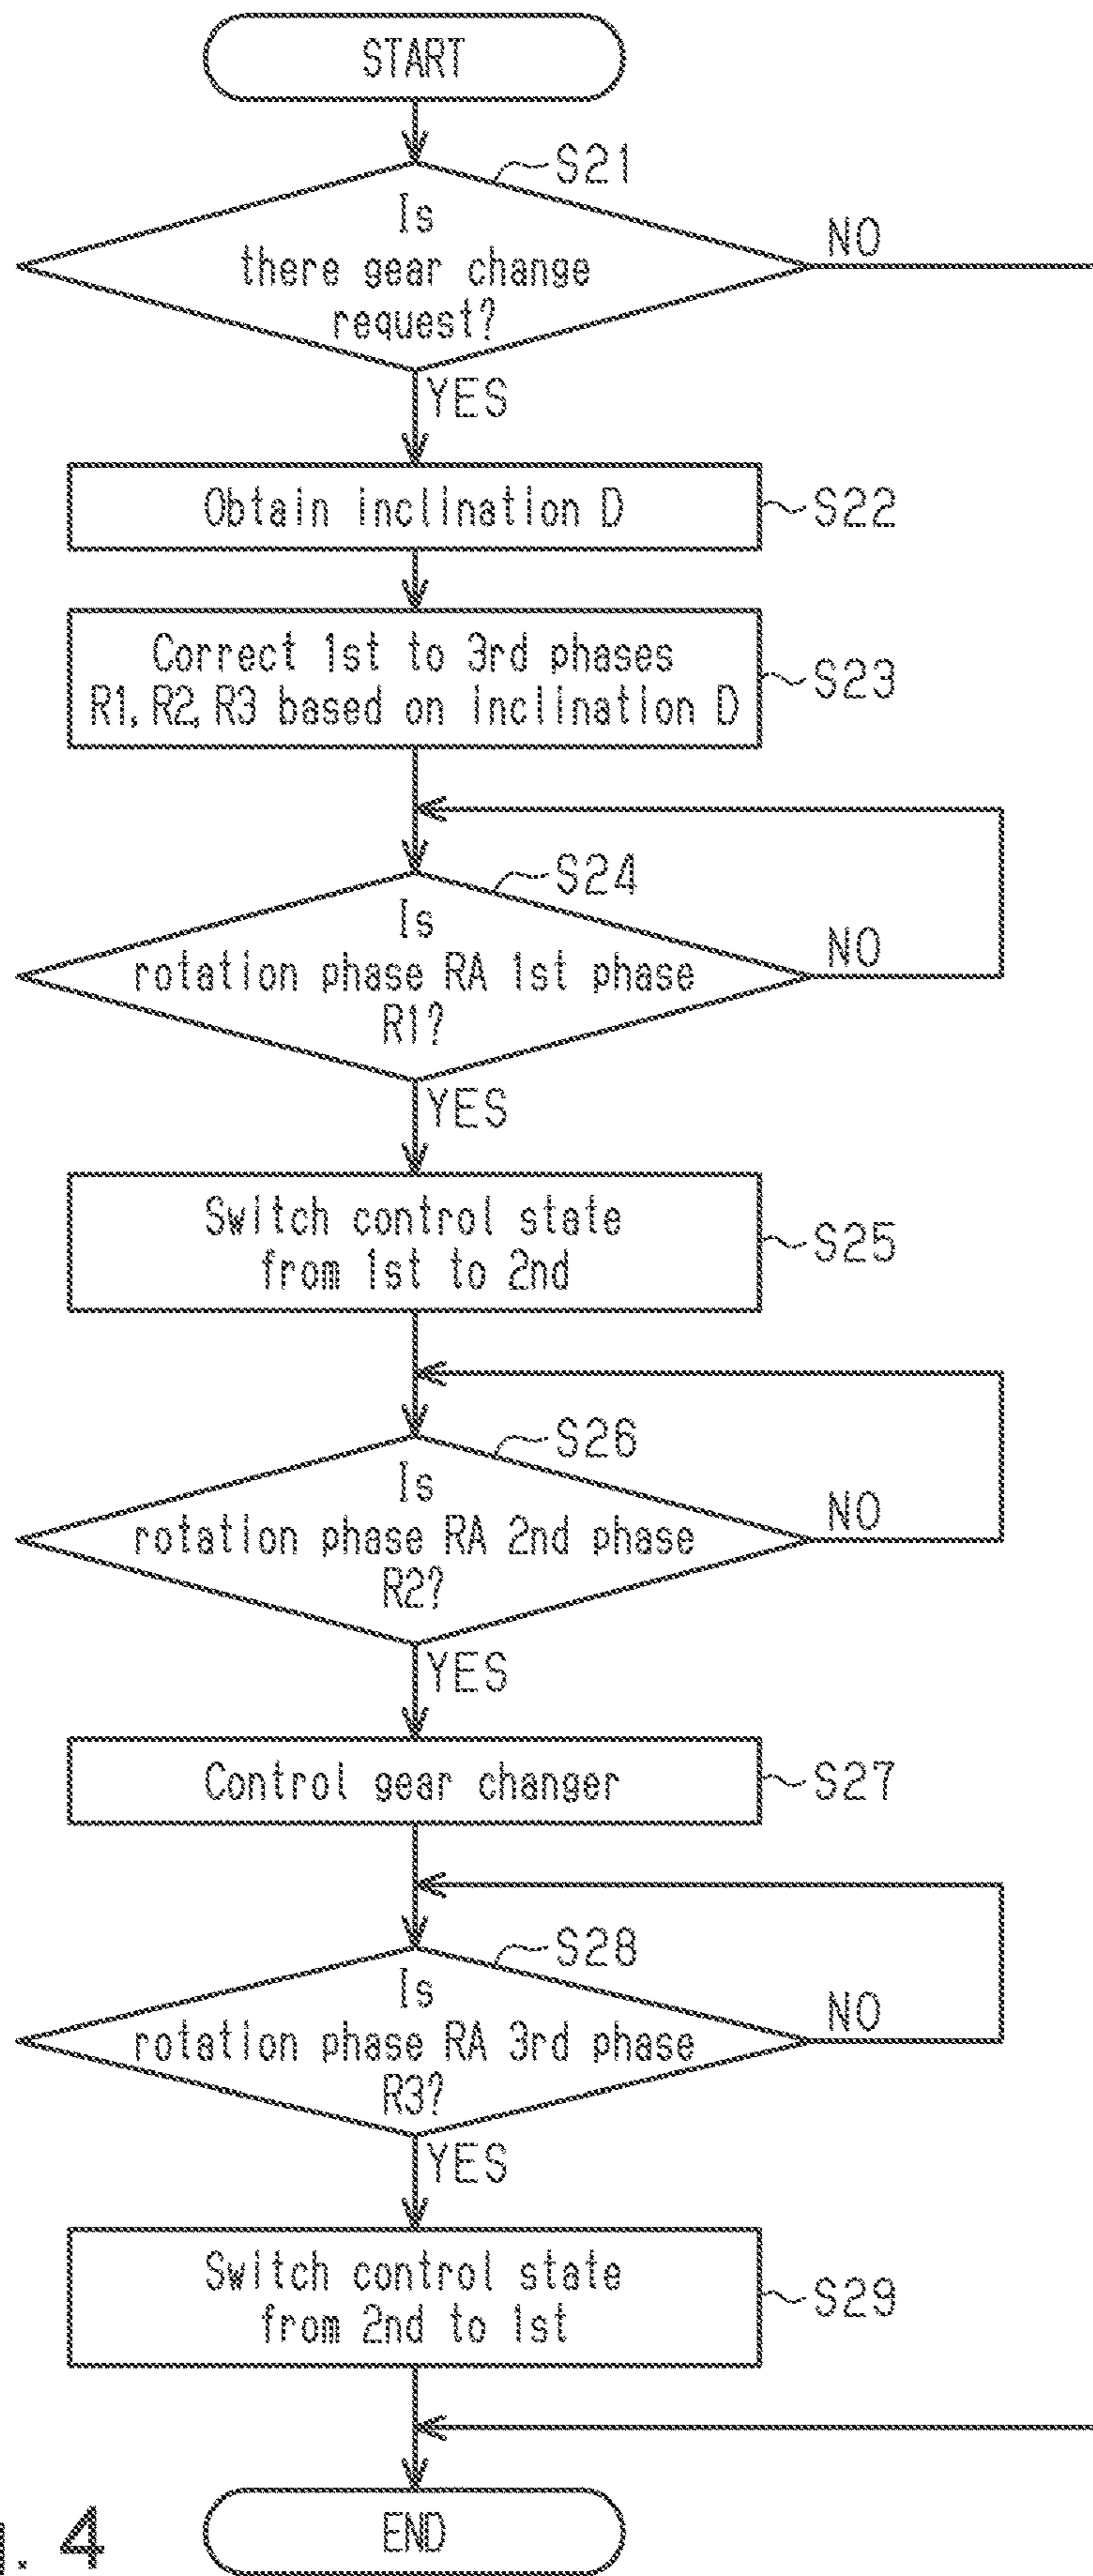 START
S21
Is
there gear change
request?
NO
YES
Obtain inclination D
S22
Correct 1st to 3rd phases
R1, R2, R3 based on inclination D
S23
S24
Is
rotation phase RA 1st phase
R1?
NO
YES
Switch control state
from 1st to 2nd
S25
S26
Is
rotation phase RA 2nd phase
R2?
NO
YES
Control gear changer
S27
S28
Is
rotation phase RA 3rd phase
R3?
NO
YES
Switch control state
from 2nd to 1st
S29
END
. 4